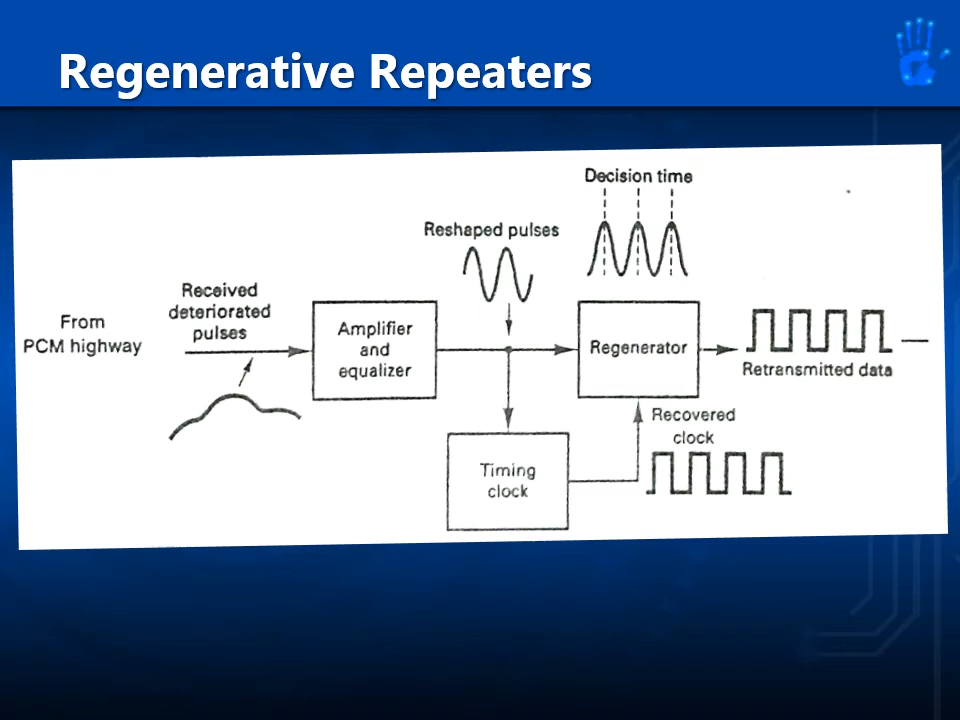 Regenerative Repeaters
Decision time
Reshaped pulses
Received
deteriorated
pulses
From
PCM highway
Amplifier
and
equalizer
Regenerator
Retransmitted data
Recovered
clock
Timing
clock